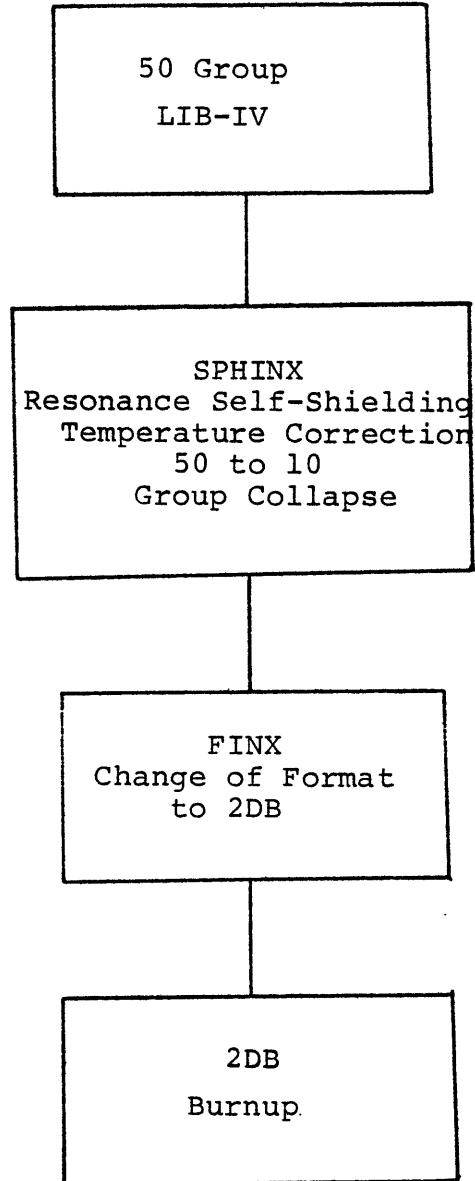 50 Group
LIB-IV
SPHINX
Resonance Self-Shielding
Temperature Correction
50 to 10
Group Collapse
FINX
Change of Format
to 2DB
2DB
Burnup.